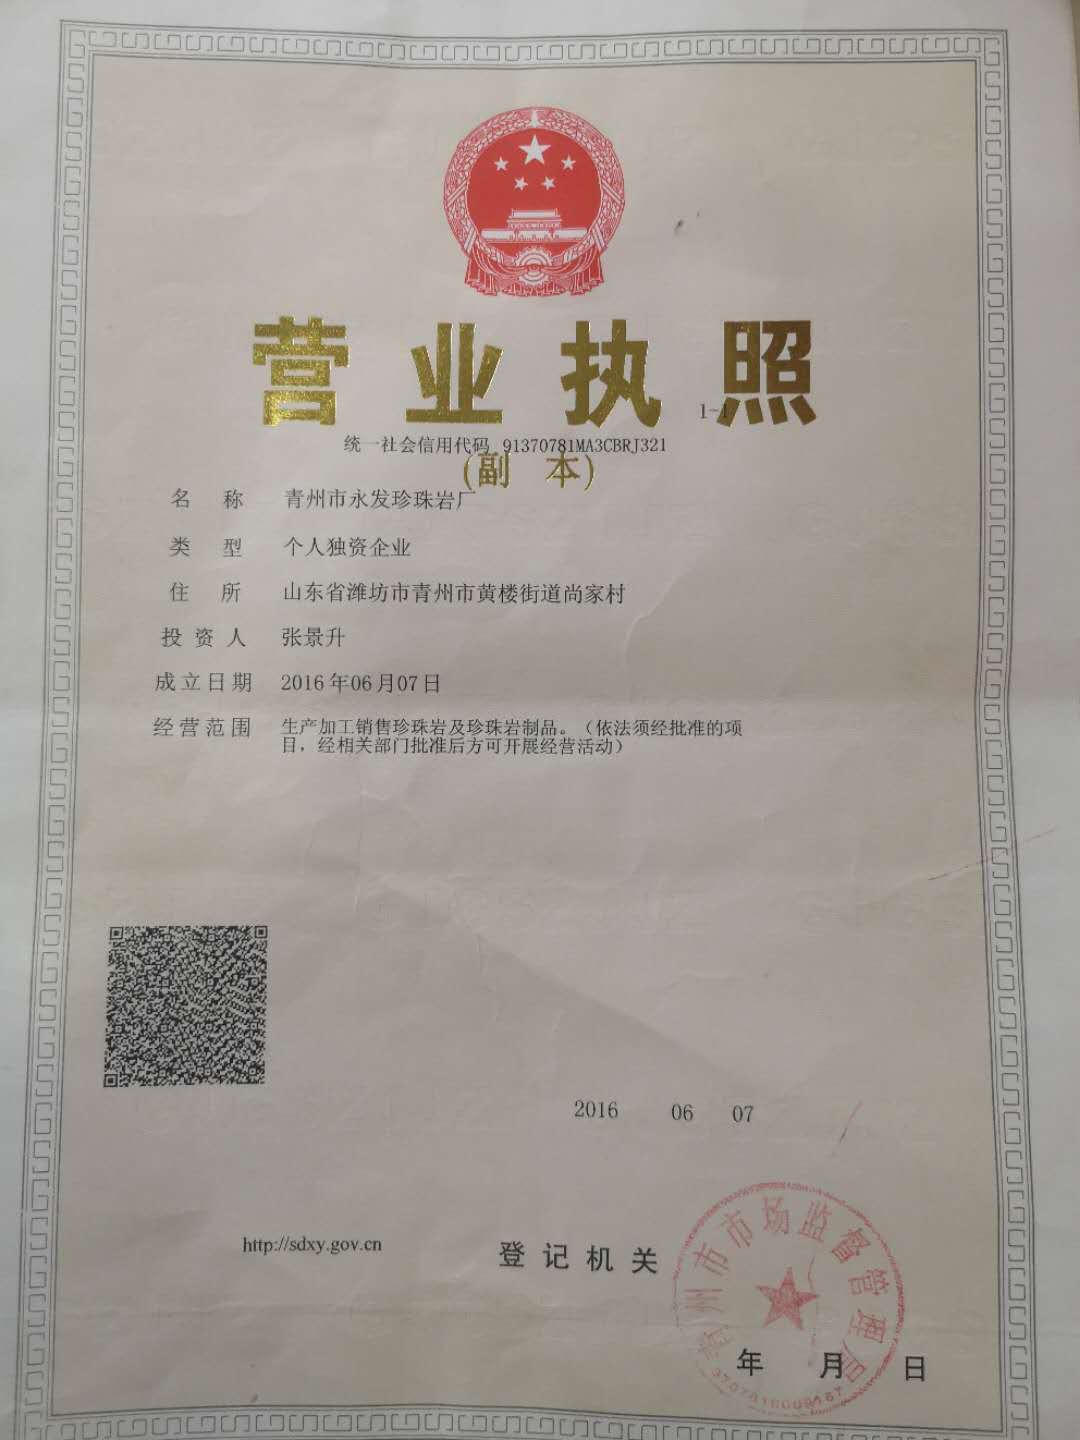 营业执照
1-1
统一社会信用代码 91370781MA3CBRJ321
(副 本)
名 称 青州市永发珍珠岩厂
类 型 个人独资企业
住 所 山东省潍坊市青州市黄楼街道尚家村
投资人 张景升
成立日期 2016年06月07日
经营范围 生产加工销售珍珠岩及珍珠岩制品。（依法须经批准的项
目，经相关部门批准后方可开展经营活动）
2016 06 07
http://sdxy.gov.cn
登记机关
青州市市场监督管理局
年 月 日